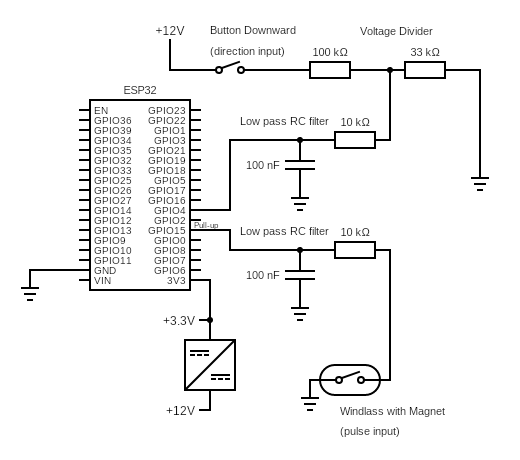 Button Downward
Voltage Divider
+12V
(direction input)
100 kΩ
33 kΩ
ESP32
EN
GPIO23
GPIO36
GPIO22
GPIO39
GPIO1
GPIO34
GPIO3
GPIO35
GPIO21
GPIO32
GPIO19
GPIO33
GPIO18
GPIO25
GPIO5
GPIO26
GPIO17
GPIO27
GPIO16
GPIO14
GPIO4
GPIO12
GPIO2
GPIO13
GPIO15
GPIO9
GPIO0
GPIO10
GPIO8
GPIO11
GPIO7
GND
GPIO6
VIN
3V3
Low pass RC filter
10 kΩ
100 nF
Pull-up
Low pass RC filter
10 kΩ
100 nF
+3.3V
+12V
Windlass with Magnet
(pulse input)